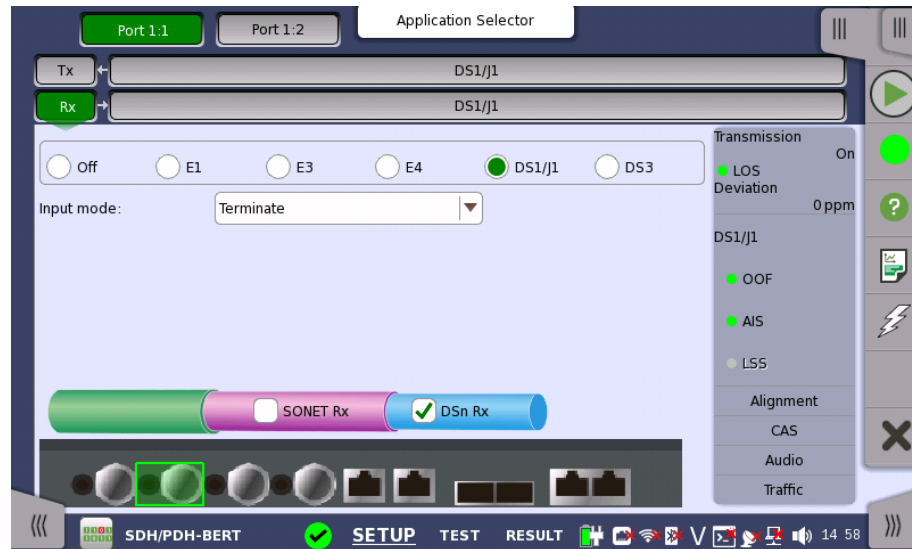 Port 1:1
Port 1:2
Application Selector
Tx
DS1/J1
Rx
DS1/J1
Off
E1
E3
E4
DS1/J1
DS3
Input mode:
Terminate
SONET Rx
DSn Rx
Transmission
On
LOS
Deviation
0 ppm
DS1/J1
OOF
AIS
LSS
Alignment
CAS
Audio
Traffic
SDH/PDH-BERT
SETUP
TEST
RESULT
14 58